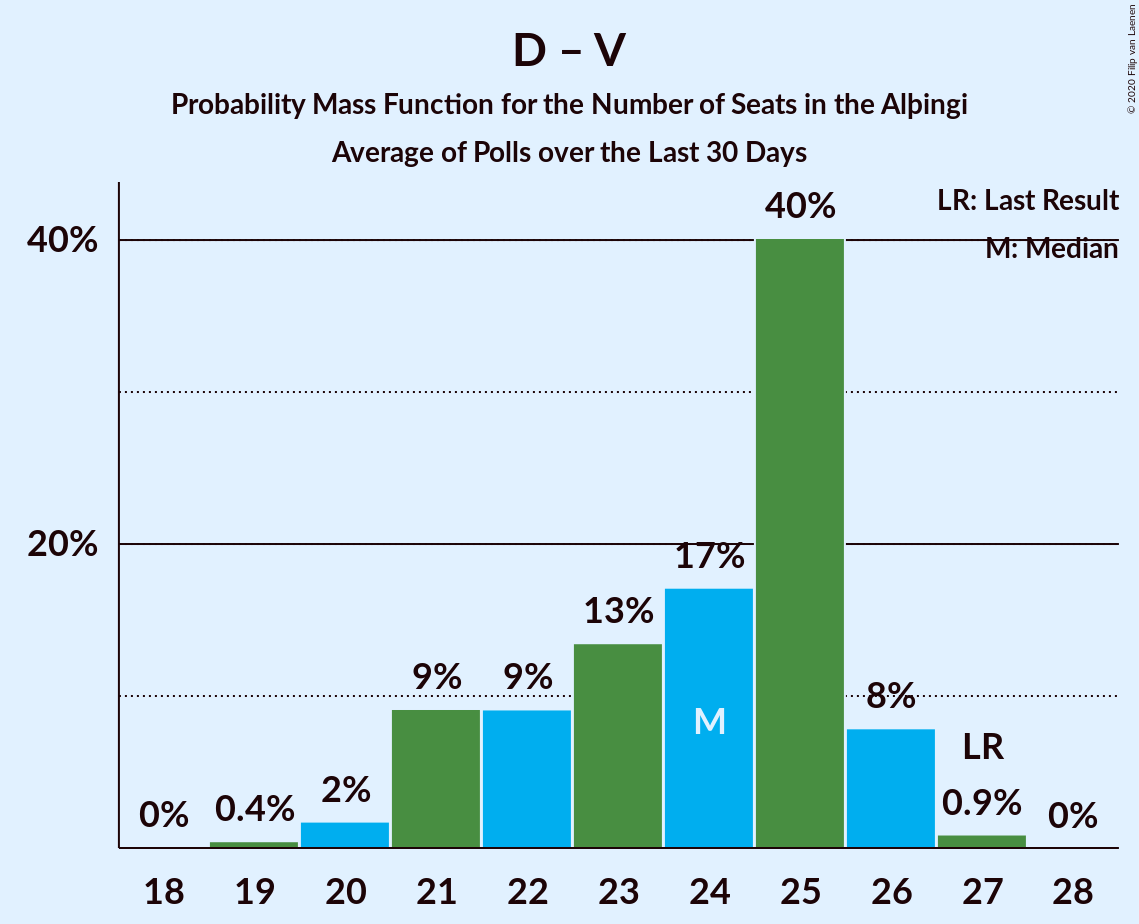 D – V
Probability Mass Function for the Number of Seats in the Alþingi
Average of Polls over the Last 30 Days
© 2020 Filip van Laenen
LR: Last Result
M: Median
40%
20%
0%
0.4%
2%
9%
9%
13%
17%
40%
8%
0.9%
0%
M
LR
18 19 20 21 22 23 24 25 26 27 28